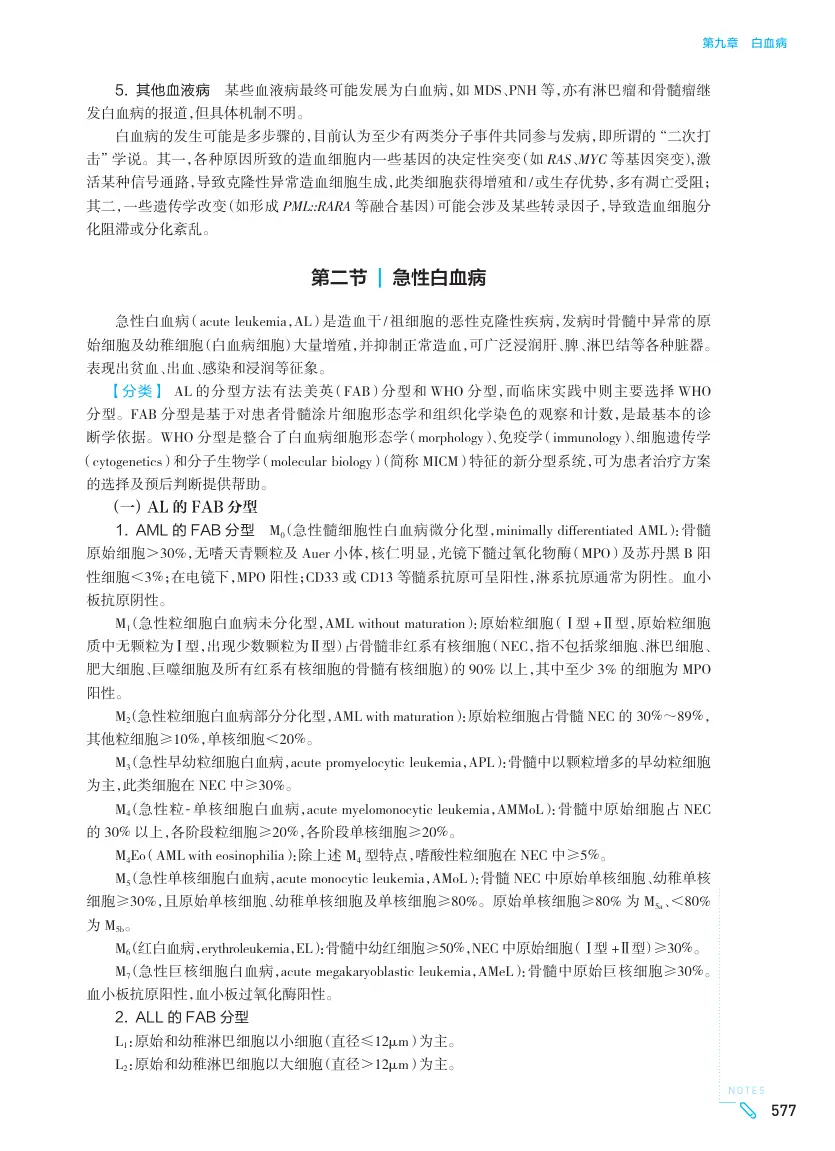 第九章 白血病
5. 其他血液病 某些血液病最终可能发展为白血病,如 MDS、PNH 等,亦有淋巴瘤和骨髓瘤继
发白血病的报道,但具体机制不明。
白血病的发生可能是多步骤的,目前认为至少有两类分子事件共同参与发病,即所谓的“二次打
击”学说。其一,各种原因所致的造血细胞内一些基因的决定性突变(如 RAS、MYC 等基因突变),激
活某种信号通路,导致克隆性异常造血细胞生成,此类细胞获得增殖和/或生存优势,多有凋亡受阻;
其二,一些遗传学改变(如形成 PML::RARA 等融合基因)可能会涉及某些转录因子,导致造血细胞分
化阻滞或分化紊乱。
第二节 | 急性白血病
急性白血病(acute leukemia,AL)是造血干/祖细胞的恶性克隆性疾病,发病时骨髓中异常的原
始细胞及幼稚细胞(白血病细胞)大量增殖,并抑制正常造血,可广泛浸润肝、脾、淋巴结等各种脏器。
表现出贫血、出血、感染和浸润等征象。
【分类】 AL 的分型方法有法美英(FAB)分型和 WHO 分型,而临床实践中则主要选择 WHO
分型。FAB 分型是基于对患者骨髓涂片细胞形态学和组织化学染色的观察和计数,是最基本的诊
断学依据。WHO 分型是整合了白血病细胞形态学(morphology)、免疫学(immunology)、细胞遗传学
(cytogenetics)和分子生物学(molecular biology)(简称 MICM)特征的新分型系统,可为患者治疗方案
的选择及预后判断提供帮助。
(一) AL 的 FAB 分型
1. AML 的 FAB 分型 M₀(急性髓细胞性白血病微分化型,minimally differentiated AML):骨髓
原始细胞>30%,无嗜天青颗粒及 Auer 小体,核仁明显,光镜下髓过氧化物酶(MPO)及苏丹黑 B 阳
性细胞<3%;在电镜下,MPO 阳性;CD33 或 CD13 等髓系抗原可呈阳性,淋系抗原通常为阴性。血小
板抗原阴性。
M₁(急性粒细胞白血病未分化型,AML without maturation):原始粒细胞(Ⅰ型+Ⅱ型,原始粒细胞
质中无颗粒为Ⅰ型,出现少数颗粒为Ⅱ型)占骨髓非红系有核细胞(NEC,指不包括浆细胞、淋巴细胞、
肥大细胞、巨噬细胞及所有红系有核细胞的骨髓有核细胞)的 90% 以上,其中至少 3% 的细胞为 MPO
阳性。
M₂(急性粒细胞白血病部分分化型,AML with maturation):原始粒细胞占骨髓 NEC 的 30%～89%,
其他粒细胞≥10%,单核细胞<20%。
M₃(急性早幼粒细胞白血病,acute promyelocytic leukemia,APL):骨髓中以颗粒增多的早幼粒细胞
为主,此类细胞在 NEC 中≥30%。
M₄(急性粒-单核细胞白血病,acute myelomonocytic leukemia,AMMoL):骨髓中原始细胞占 NEC
的 30% 以上,各阶段粒细胞≥20%,各阶段单核细胞≥20%。
M₄Eo(AML with eosinophilia):除上述 M₄ 型特点,嗜酸性粒细胞在 NEC 中≥5%。
M₅(急性单核细胞白血病,acute monocytic leukemia,AMoL):骨髓 NEC 中原始单核细胞、幼稚单核
细胞≥30%,且原始单核细胞、幼稚单核细胞及单核细胞≥80%。原始单核细胞≥80% 为 M₅ₐ、<80%
为 M5b。
M₆(红白血病,erythroleukemia,EL):骨髓中幼红细胞≥50%,NEC 中原始细胞(Ⅰ型+Ⅱ型)≥30%。
M₇(急性巨核细胞白血病,acute megakaryoblastic leukemia,AMeL):骨髓中原始巨核细胞≥30%。
血小板抗原阳性,血小板过氧化酶阳性。
2. ALL 的 FAB 分型
L₁:原始和幼稚淋巴细胞以小细胞(直径≤12μm)为主。
L₂:原始和幼稚淋巴细胞以大细胞(直径>12μm)为主。
NOTES
577